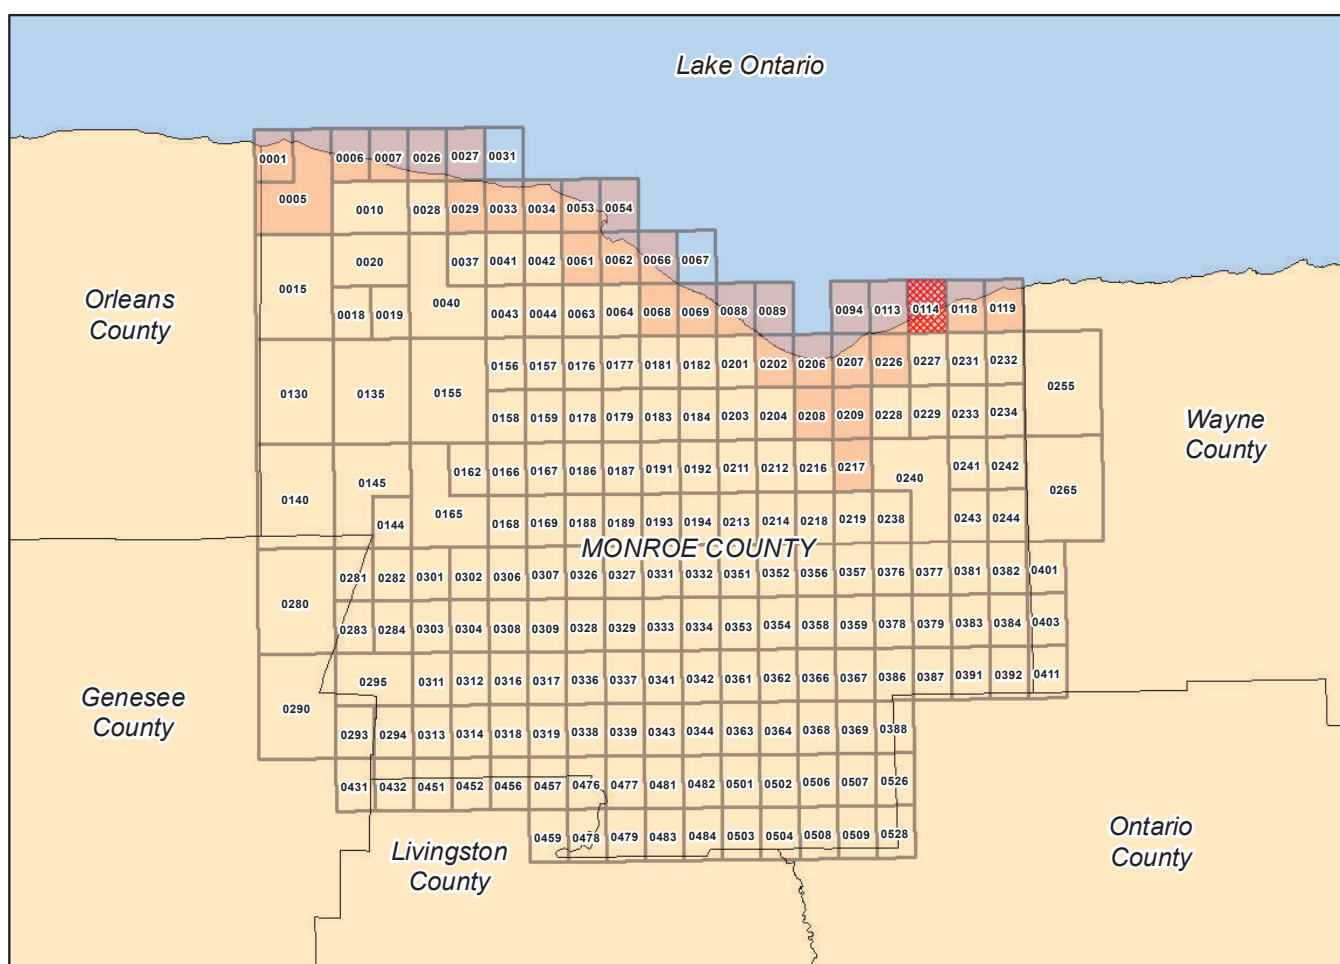 Lake Ontario
0001 0006 0007 0026 0027 0031
0005 0010 0028 0029 0033 0034 0053 0054
0015 0020 0037 0041 0042 0061 0062 0066 0067
Orleans
County
0018 0019 0040 0043 0044 0063 0064 0068 0069 0088 0089 0094 0113 0114 0118 0119
0156 0157 0176 0177 0181 0182 0201 0202 0206 0207 0226 0227 0231 0232
0130 0135 0155 0255
0158 0159 0178 0179 0183 0184 0203 0204 0208 0209 0228 0229 0233 0234
Wayne
County
0140 0145 0162 0166 0167 0186 0187 0191 0192 0211 0212 0216 0217 0240 0241 0242 0265
0144 0165 0168 0169 0188 0189 0193 0194 0213 0214 0218 0219 0238 0243 0244
MONROE COUNTY
0281 0282 0301 0302 0306 0307 0326 0327 0331 0332 0351 0352 0356 0357 0376 0377 0381 0382 0401
0280
0283 0284 0303 0304 0308 0309 0328 0329 0333 0334 0353 0354 0358 0359 0378 0379 0383 0384 0403
Genesee
County
0290 0295 0311 0312 0316 0317 0336 0337 0341 0342 0361 0362 0366 0367 0386 0387 0391 0392 0411
0293 0294 0313 0314 0318 0319 0338 0339 0343 0344 0363 0364 0368 0369 0388
0431 0432 0451 0452 0456 0457 0476 0477 0481 0482 0501 0502 0506 0507 0526
0459 0478 0479 0483 0484 0503 0504 0508 0509 0528
Livingston
County
Ontario
County